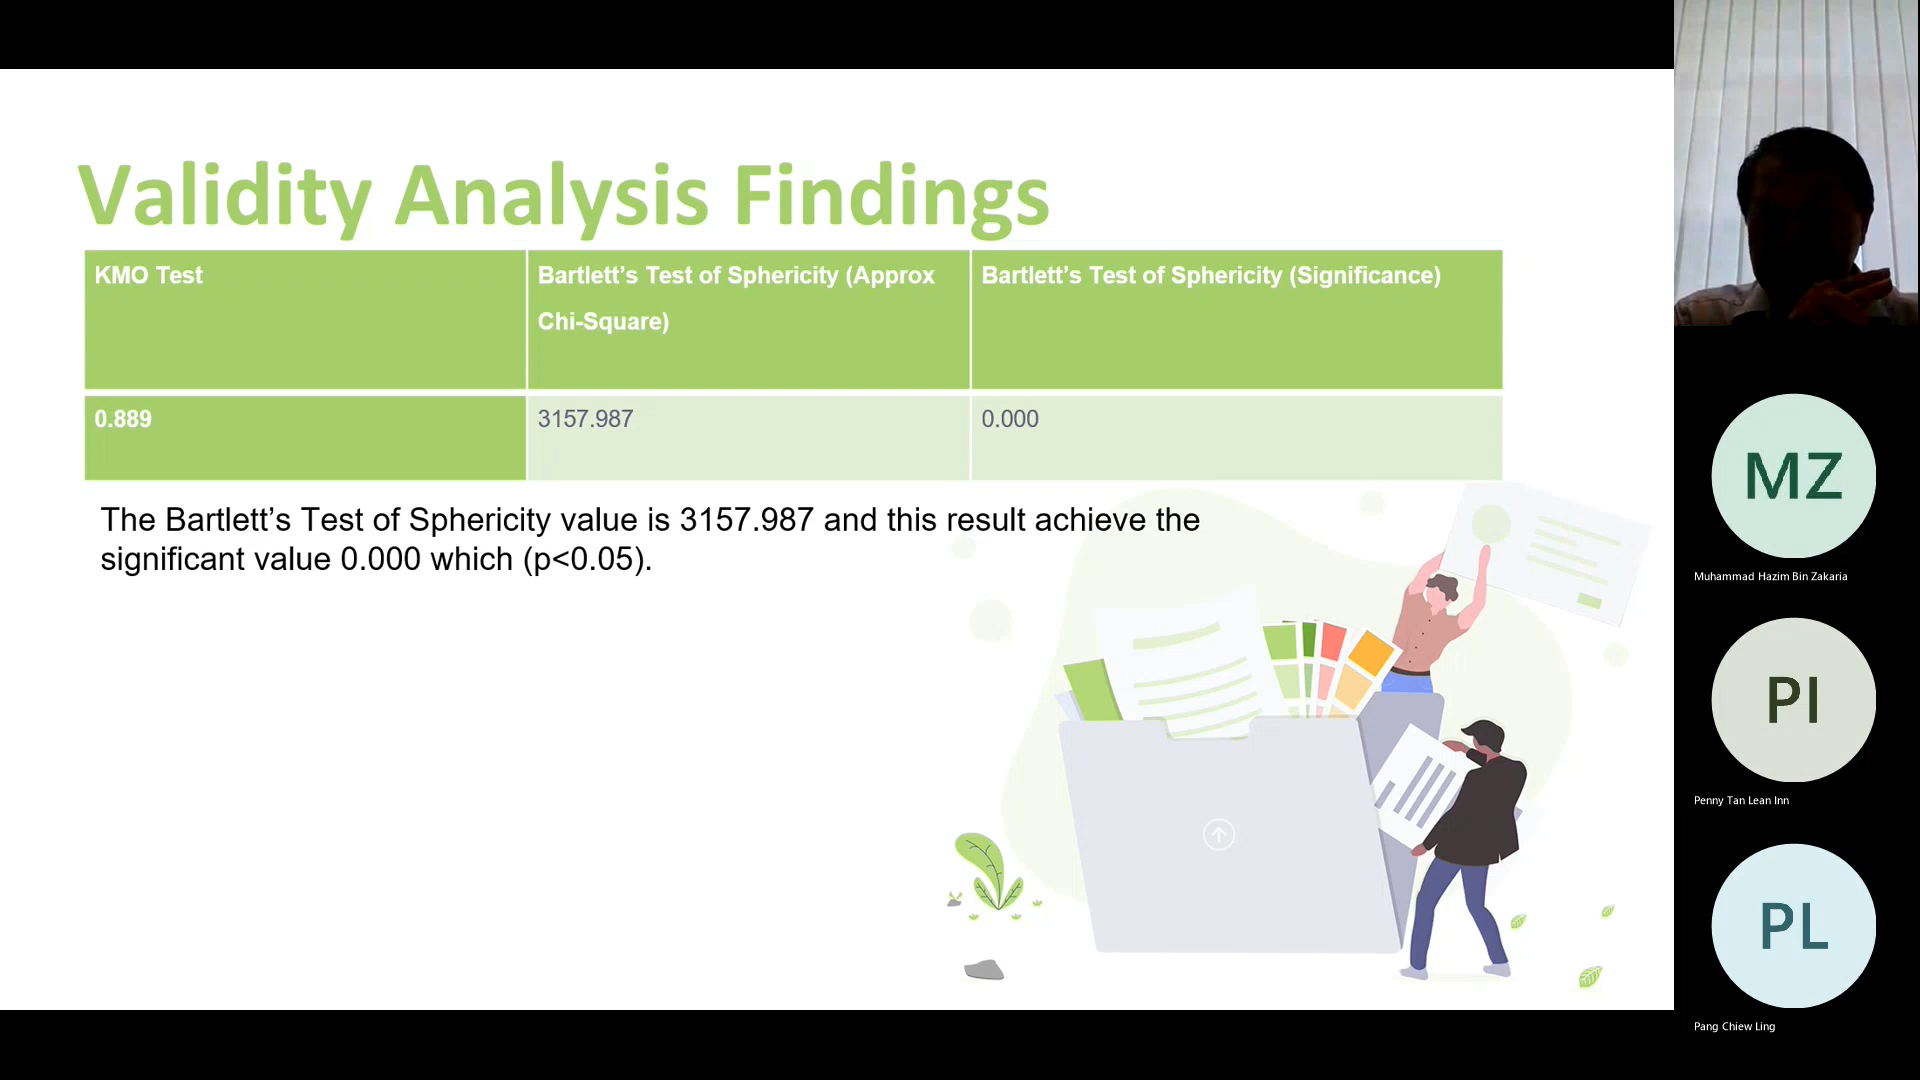 Validity Analysis Findings
KMO Test
Bartlett’s Test of Sphericity (Approx
Chi-Square)
Bartlett’s Test of Sphericity (Significance)
0.889
3157.987
0.000
The Bartlett’s Test of Sphericity value is 3157.987 and this result achieve the
significant value 0.000 which (p<0.05).
MZ
Muhammad Hazim Bin Zakaria
PI
Penny Tan Lean Inn
PL
Pang Chiew Ling